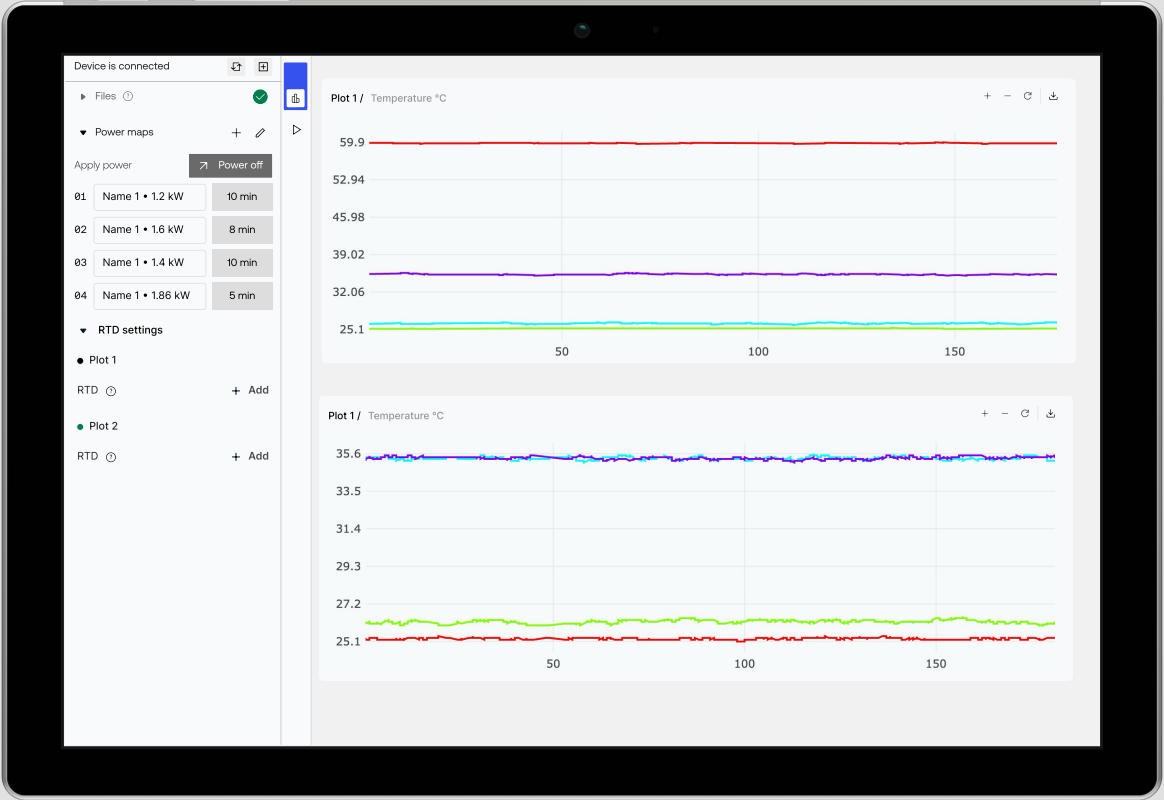 Device is connected
Files
Power maps
Apply power
Power off
01 Name 1 • 1.2 kW 10 min
02 Name 1 • 1.6 kW 8 min
03 Name 1 • 1.4 kW 10 min
04 Name 1 • 1.86 kW 5 min
RTD settings
Plot 1
RTD ? + Add
Plot 2
RTD ? + Add
Plot 1 / Temperature °C
59.9
52.94
45.98
39.02
32.06
25.1
50 100 150
Plot 1 / Temperature °C
35.6
33.5
31.4
29.3
27.2
25.1
50 100 150